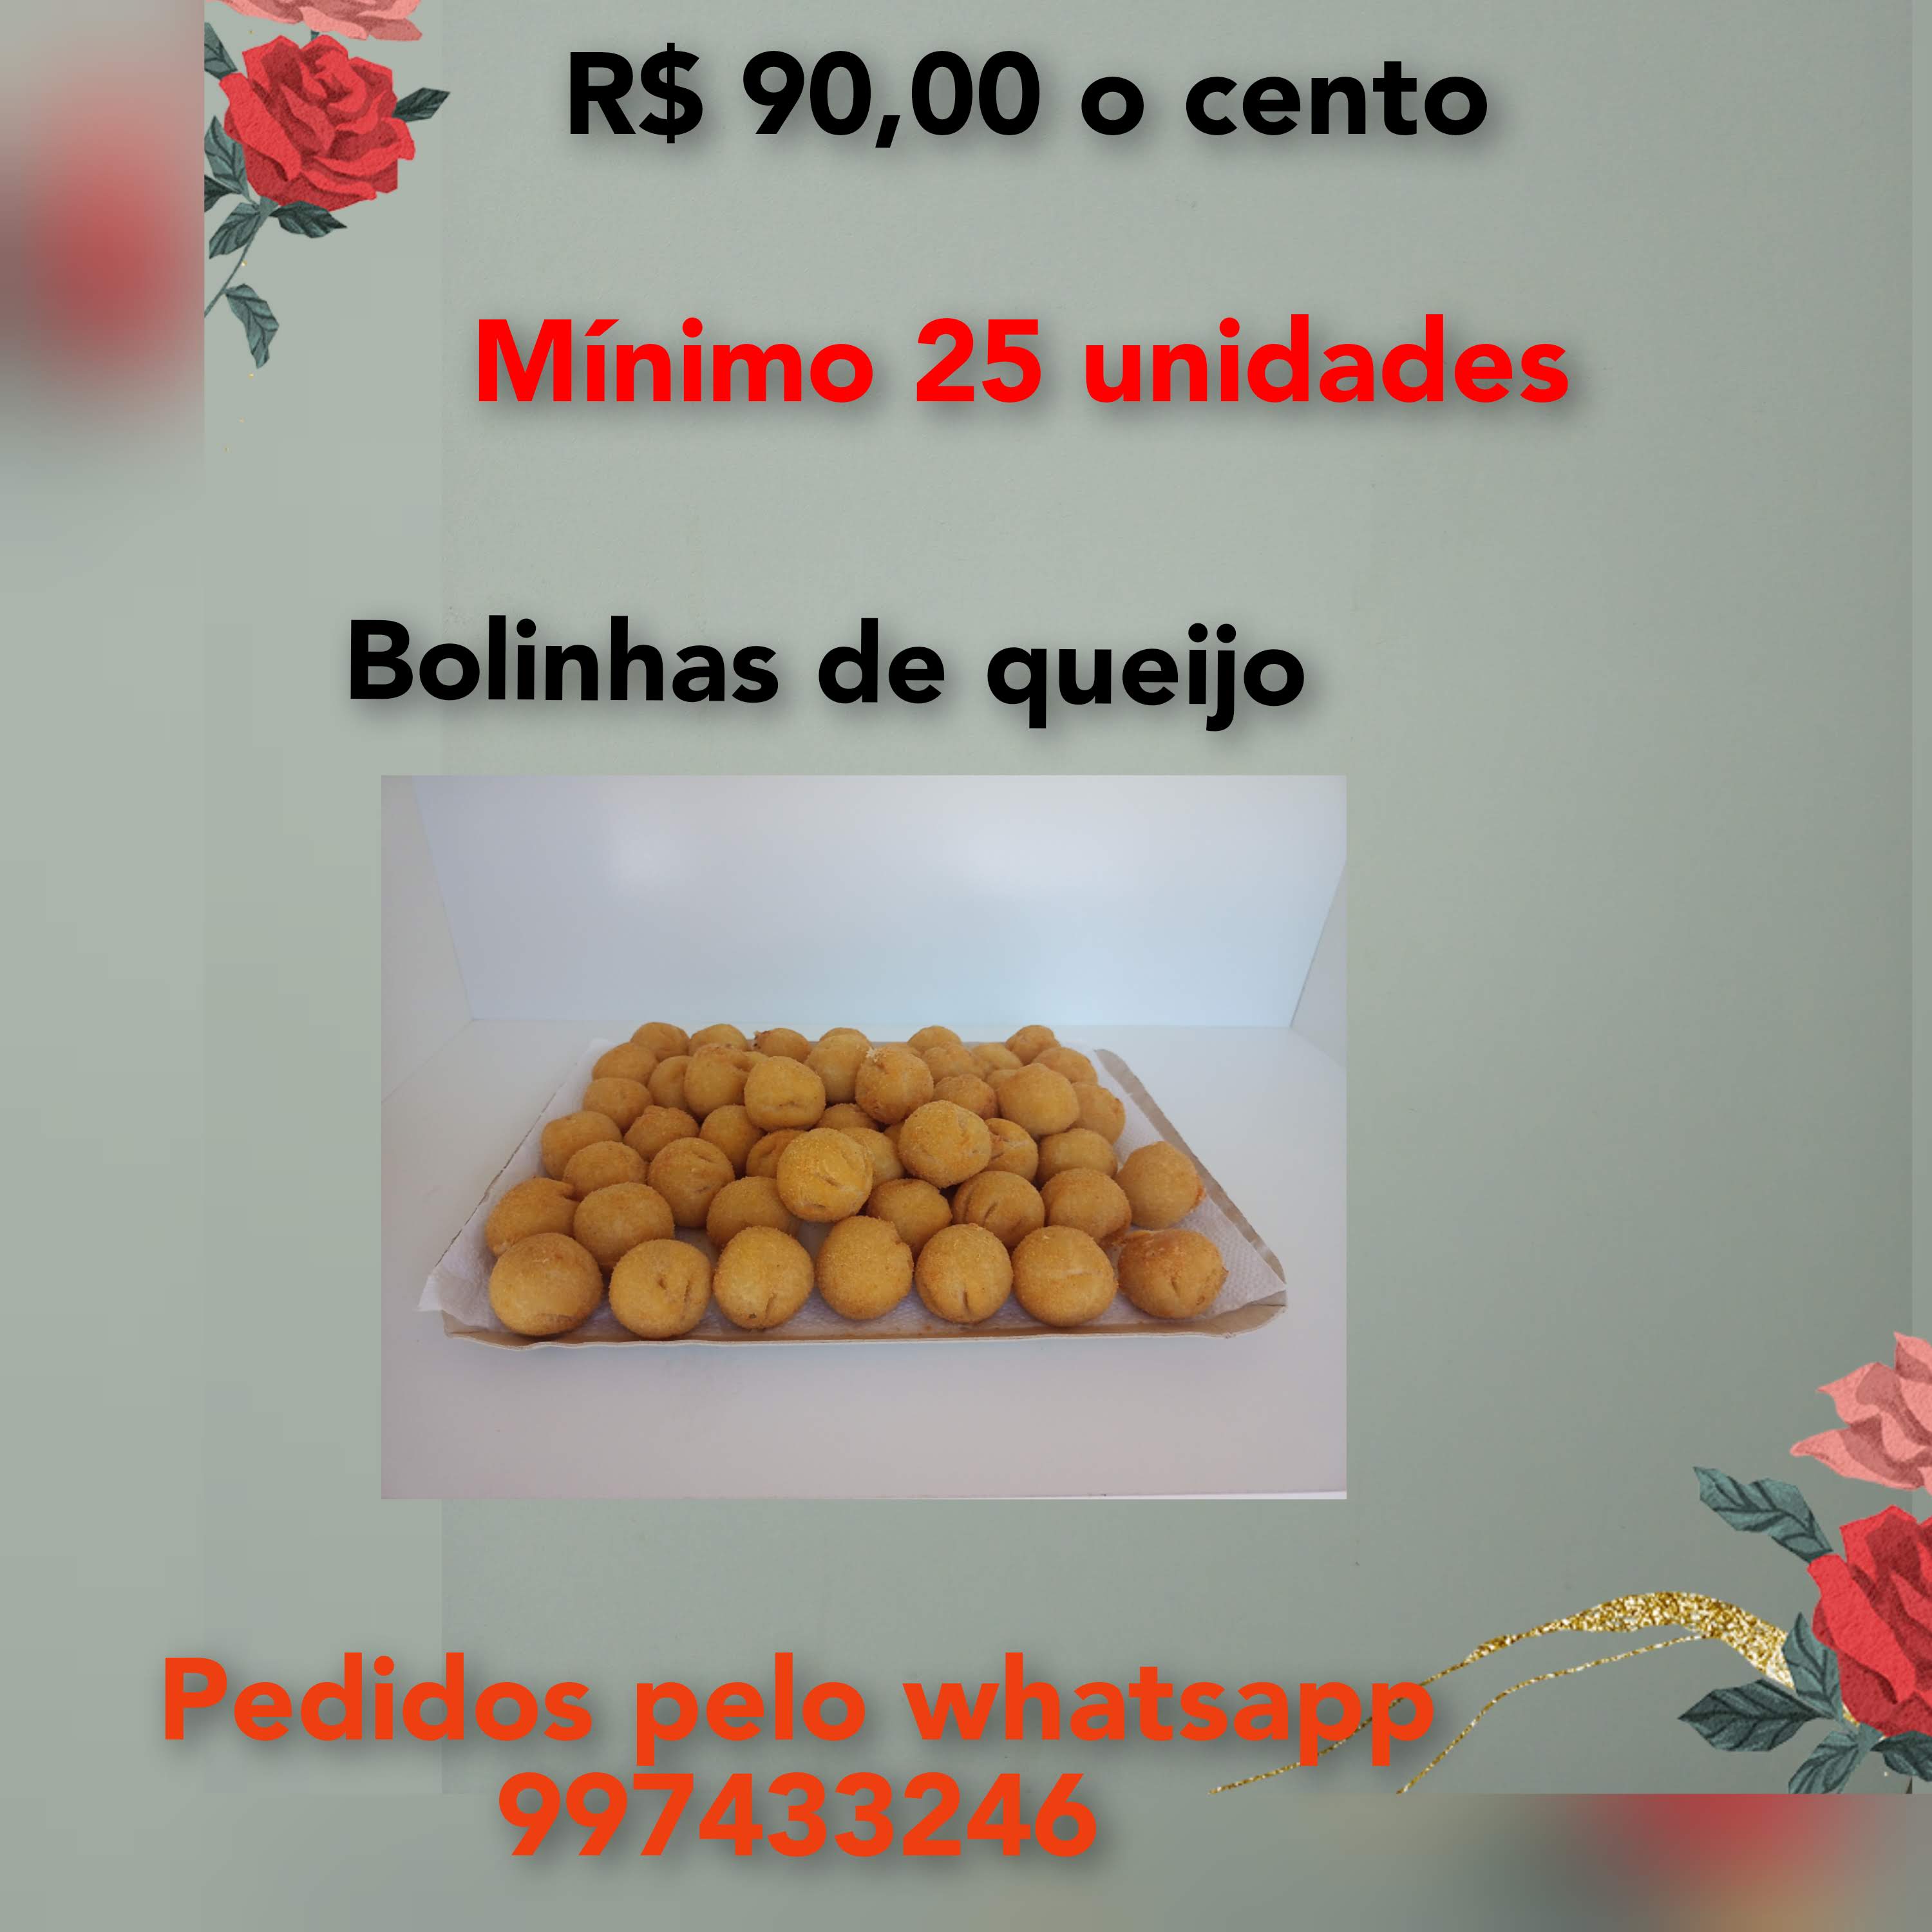 R$ 90,00 o cento
Mínimo 25 unidades
Bolinhas de queijo
Pedidos pelo whatsapp
997433246